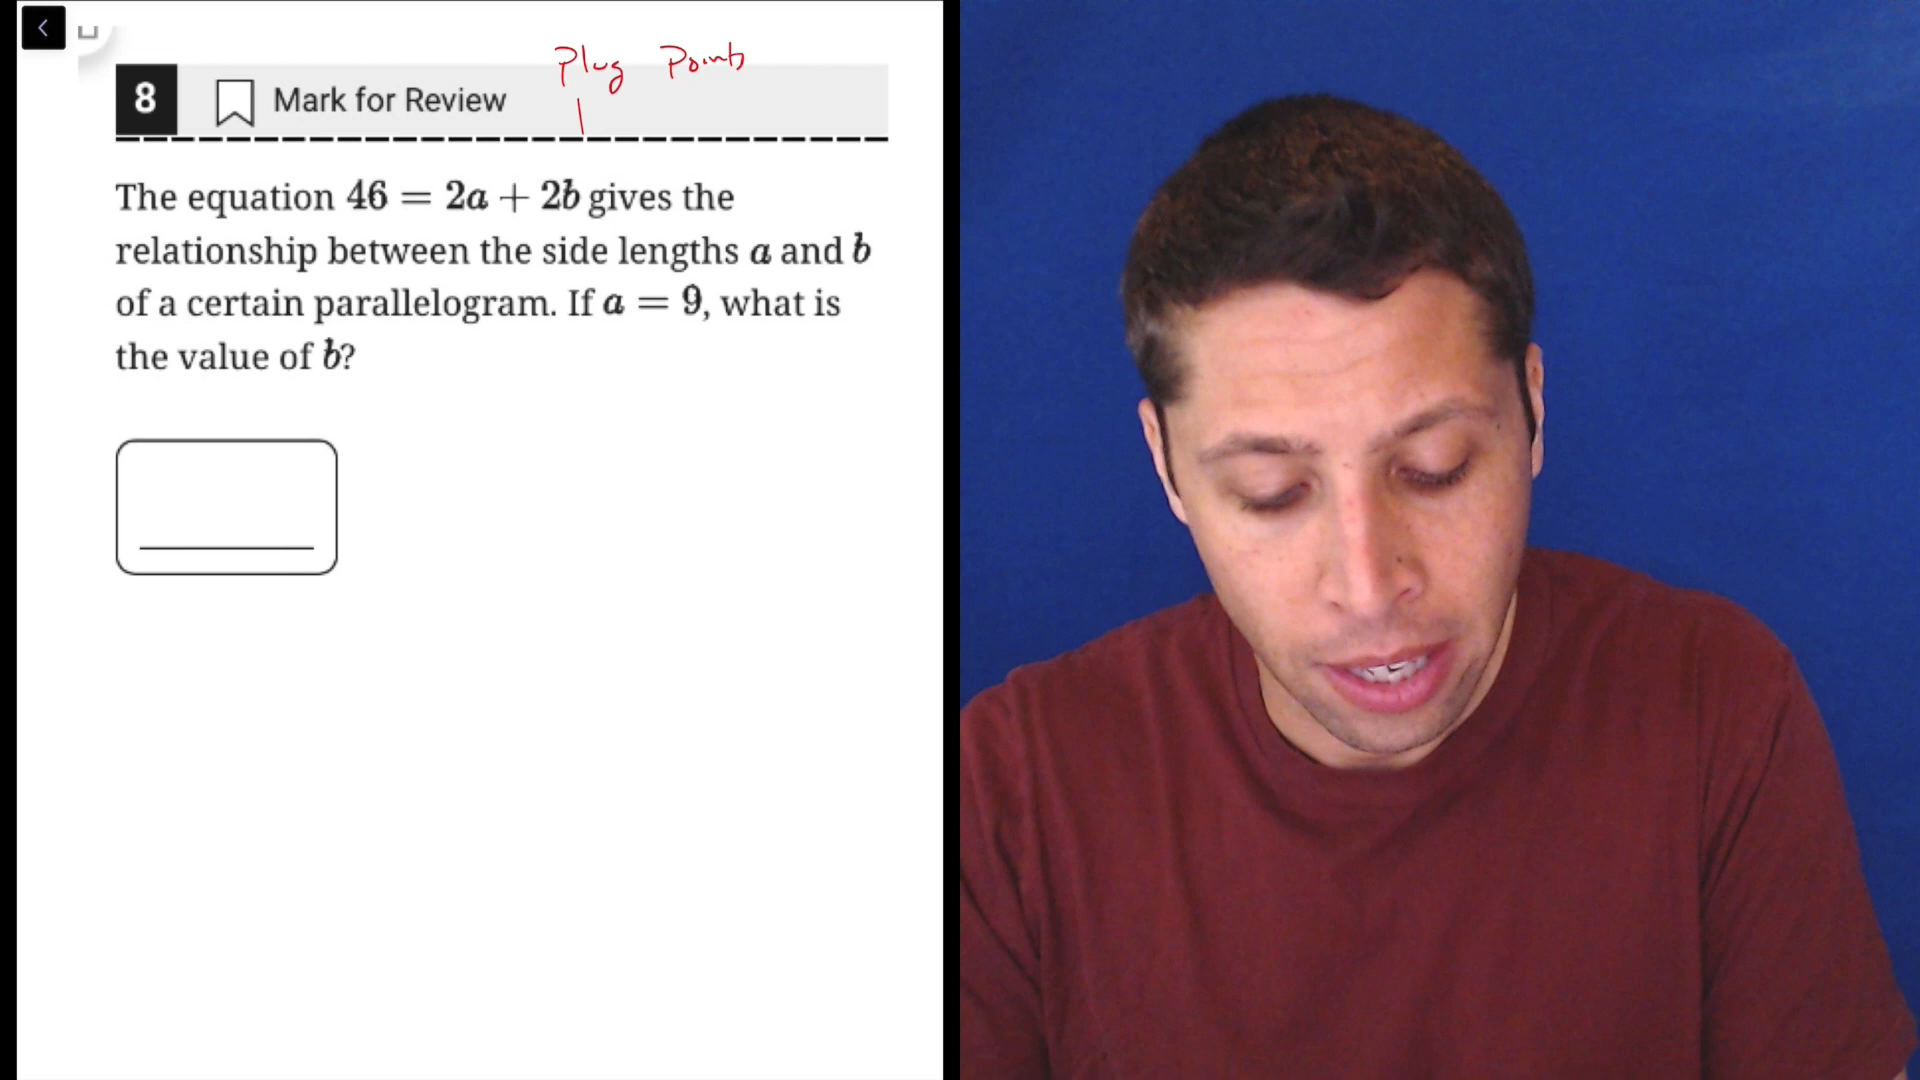 Plug Points
8 Mark for Review
The equation 46 = 2a + 2b gives the
relationship between the side lengths a and b
of a certain parallelogram. If a = 9, what is
the value of b?